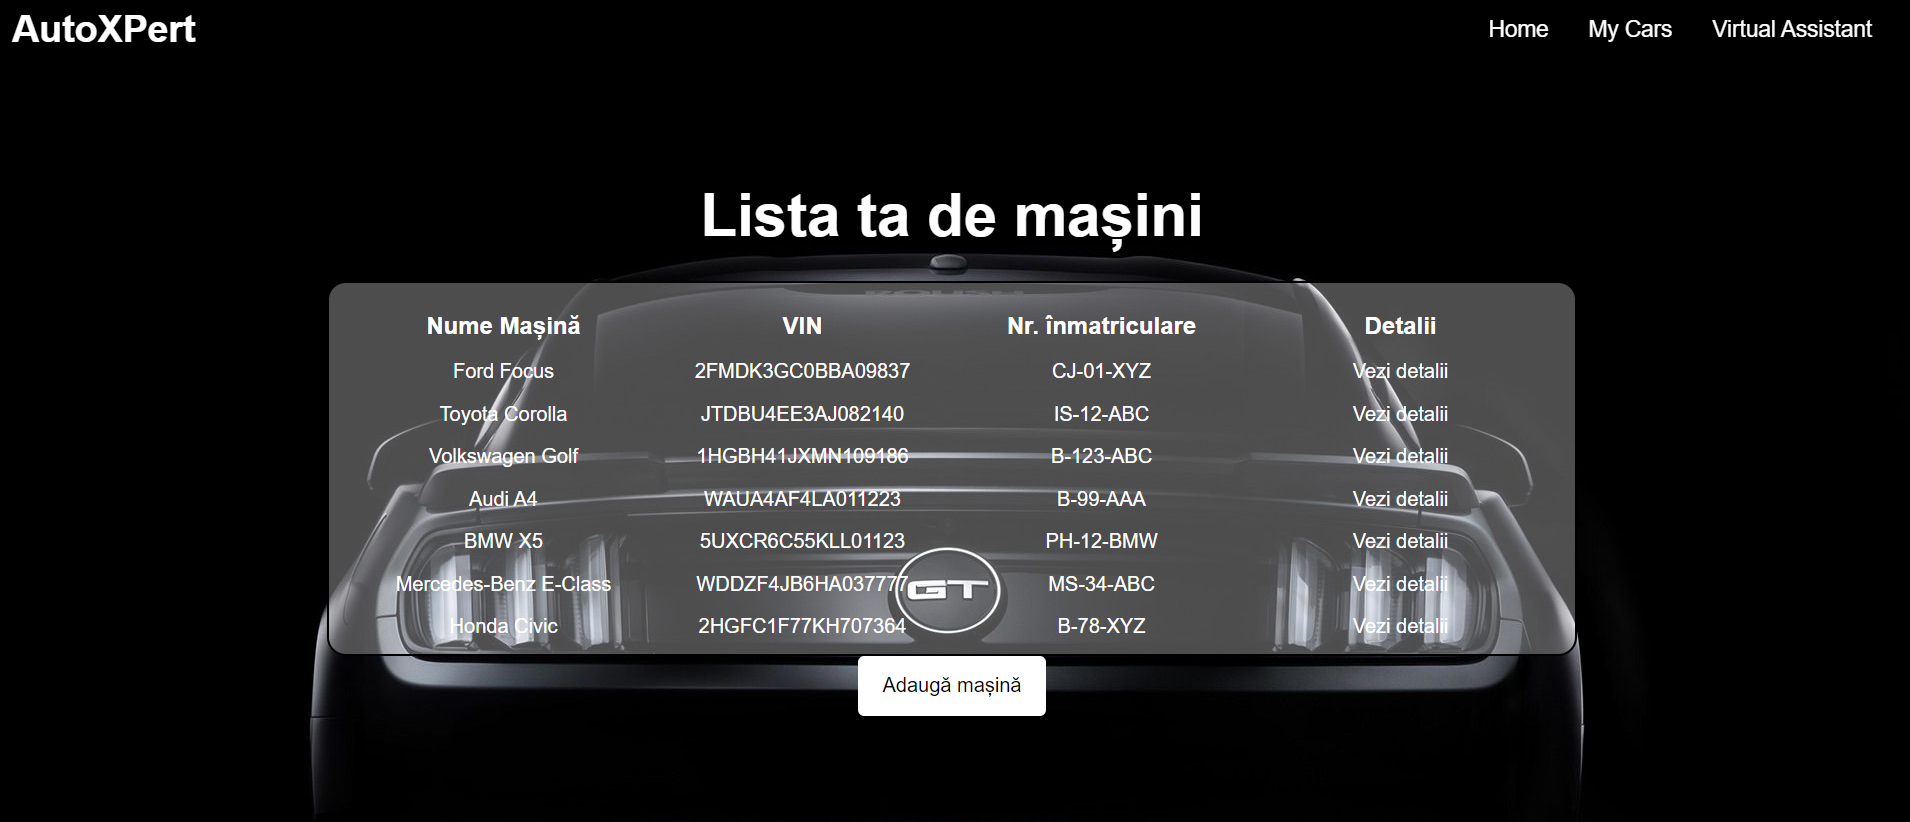 AutoXPert Home My Cars Virtual Assistant
Lista ta de mașini
ROUSH
Nume Mașină VIN Nr. înmatriculare Detalii
Ford Focus 2FMDK3GC0BBA09837 CJ-01-XYZ Vezi detalii
Toyota Corolla JTDBU4EE3AJ082140 IS-12-ABC Vezi detalii
Volkswagen Golf 1HGBH41JXMN109186 B-123-ABC Vezi detalii
Audi A4 WAUA4AF4LA011223 B-99-AAA Vezi detalii
BMW X5 5UXCR6C55KLL01123 PH-12-BMW Vezi detalii
Mercedes-Benz E-Class WDDZF4JB6HA037777 MS-34-ABC Vezi detalii
GT
Honda Civic 2HGFC1F77KH707364 B-78-XYZ Vezi detalii
Adaugă mașină